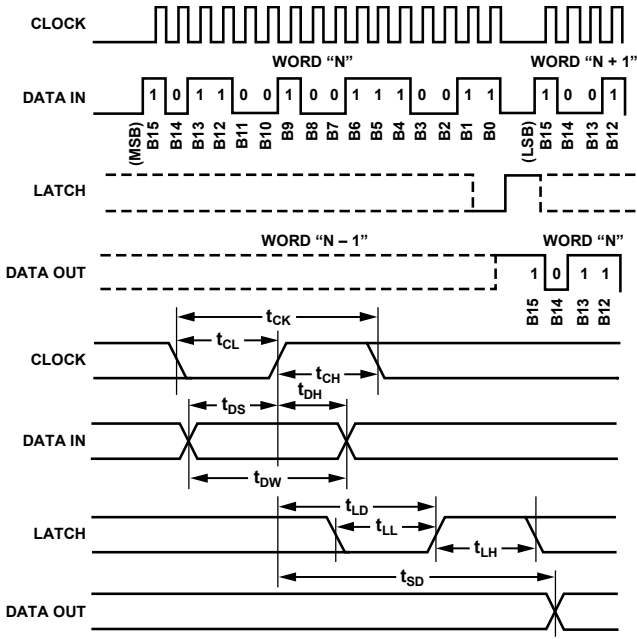 CLOCK
WORD “N” WORD “N + 1”
DATA IN 1 0 1 1 0 0 1 0 0 1 1 1 0 0 1 1 1 0 0 1
(MSB) B15 B14 B13 B12 B11 B10 B9 B8 B7 B6 B5 B4 B3 B2 B1 B0 (LSB) B15 B14 B13 B12
LATCH
WORD “N – 1” WORD “N”
DATA OUT 1 0 1 1
B15 B14 B13 B12
tCK
tCL
CLOCK
tCH
tDH
tDS
DATA IN
tDW
tLD
tLL
LATCH
tLH
tSD
DATA OUT